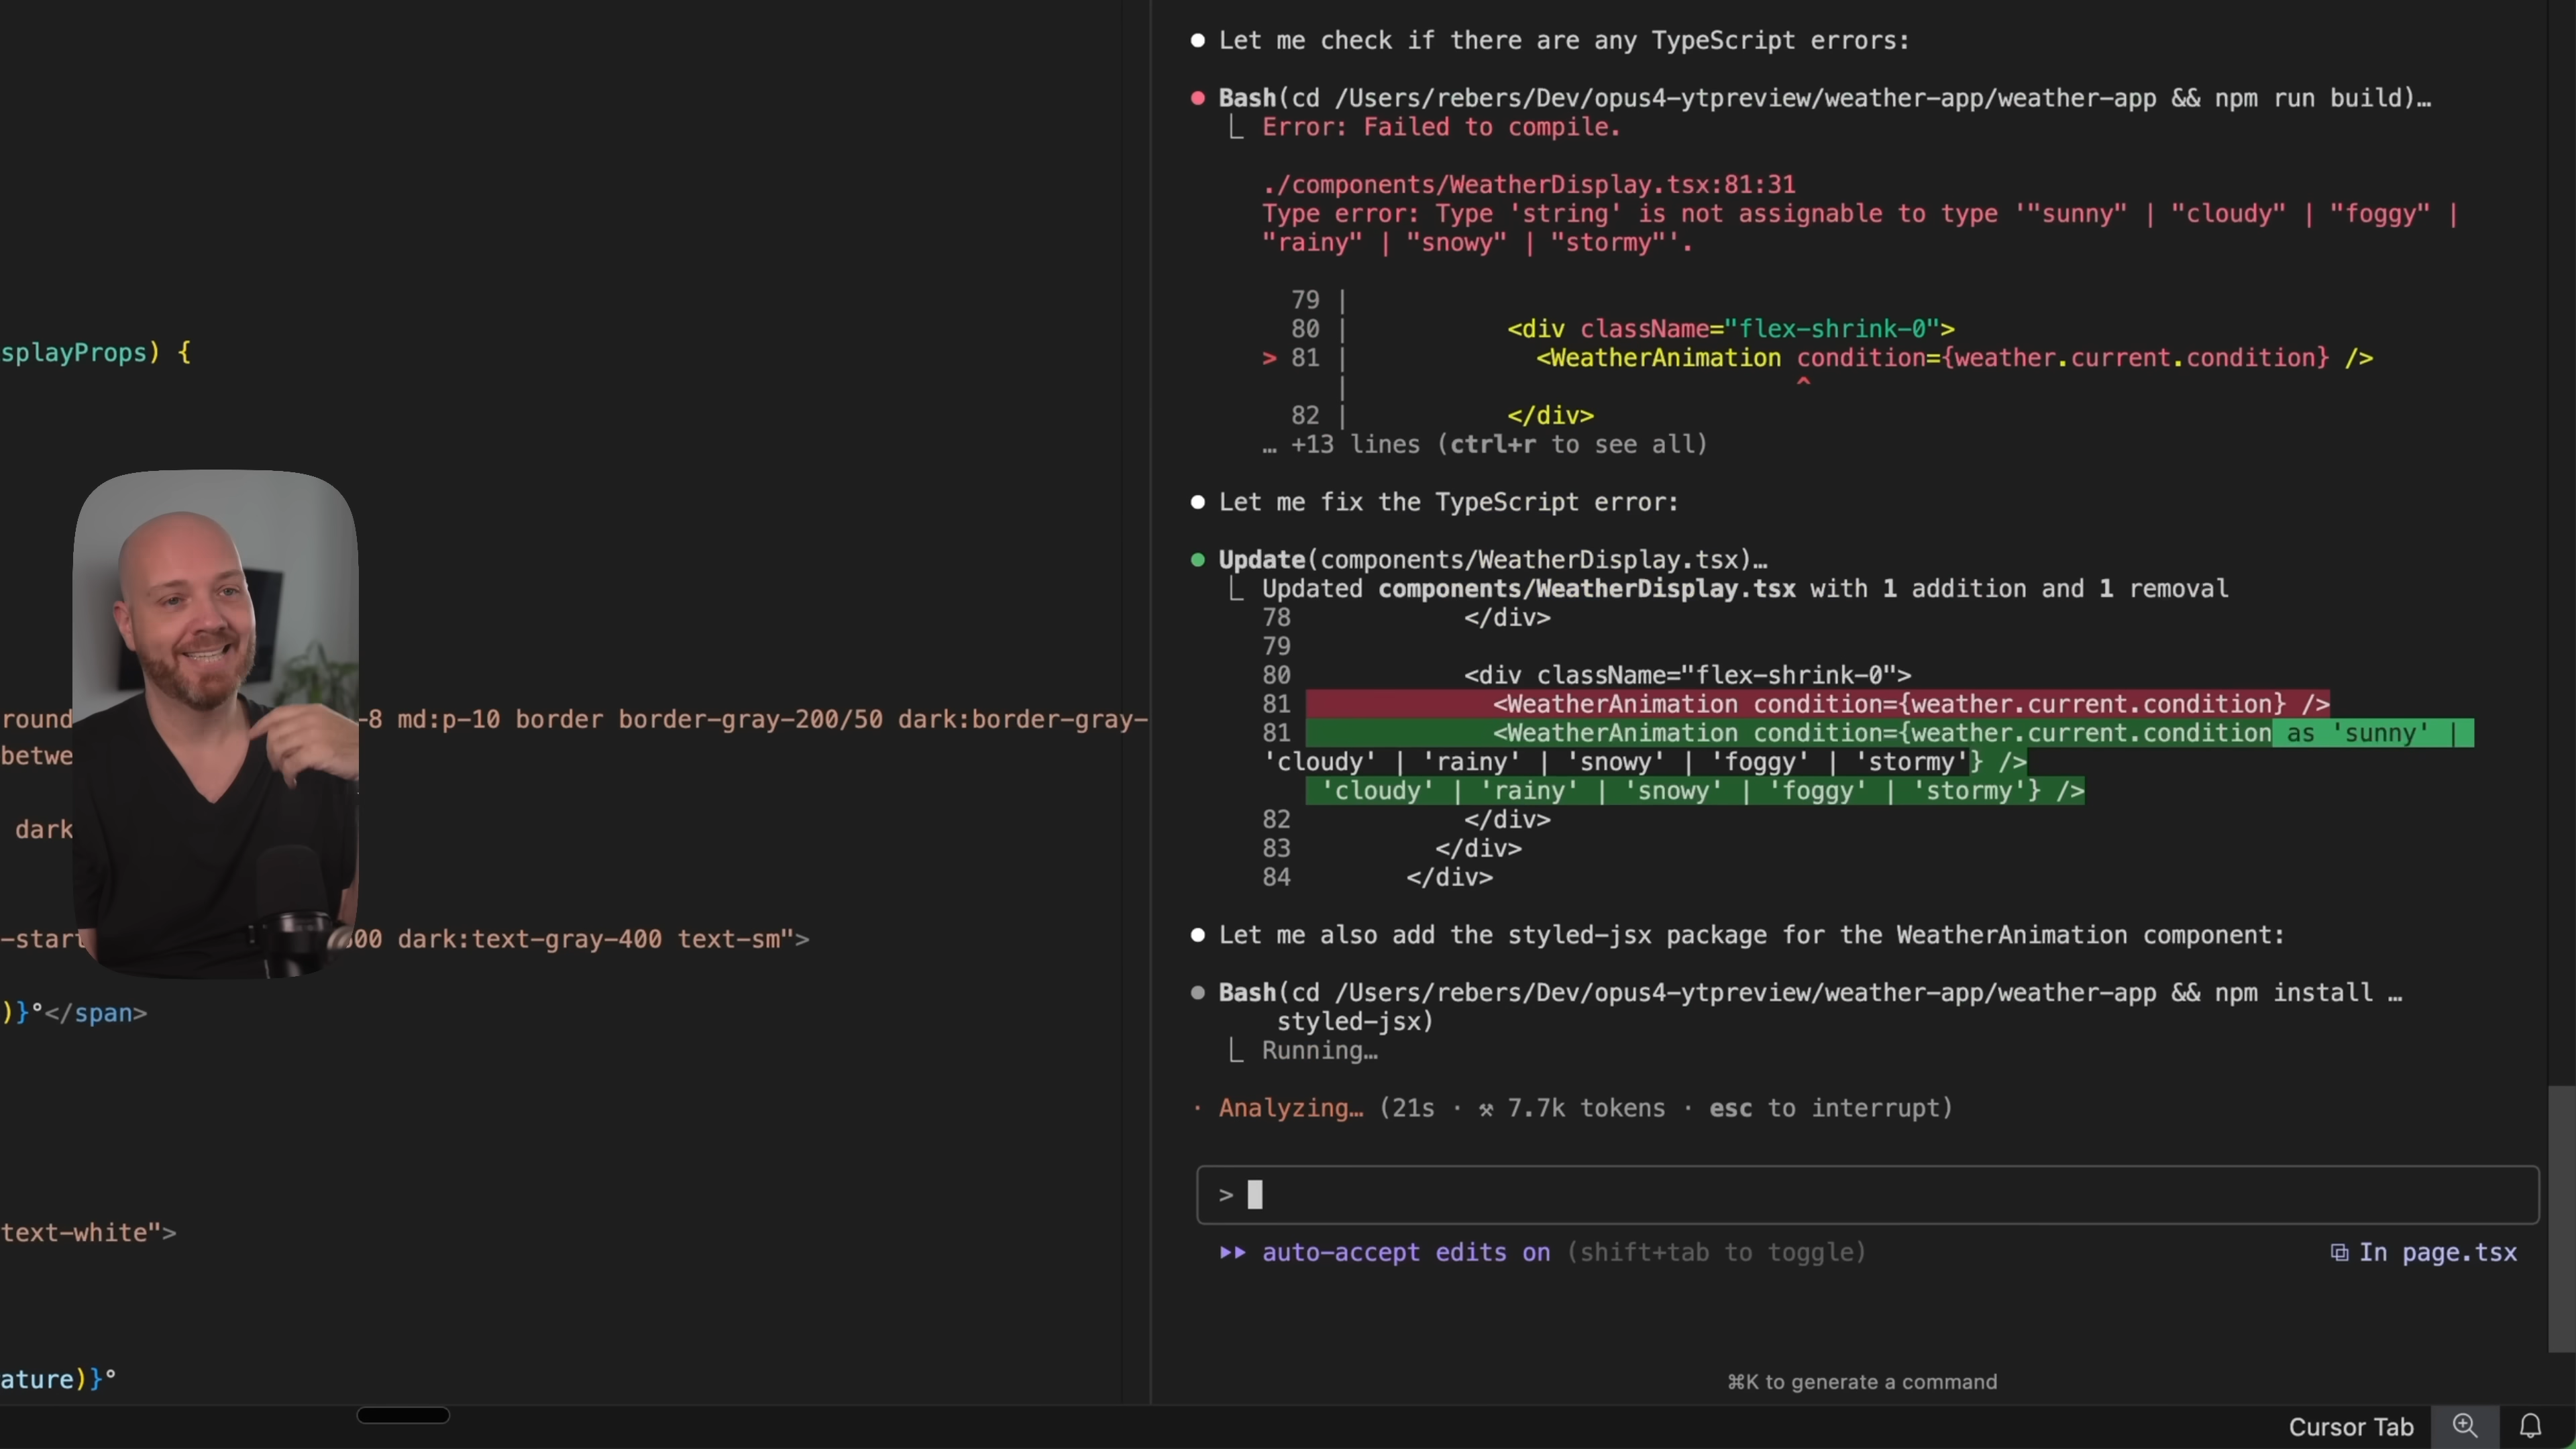 splayProps) {
round
-8 md:p-10 border border-gray-200/50 dark:border-gray-
betwe
dark
-start
500 dark:text-gray-400 text-sm">
)}°</span>
text-white">
ature)}°
● Let me check if there are any TypeScript errors:
● Bash(cd /Users/rebers/Dev/opus4-ytpreview/weather-app/weather-app && npm run build)…
⎿ Error: Failed to compile.
./components/WeatherDisplay.tsx:81:31
Type error: Type 'string' is not assignable to type '"sunny" | "cloudy" | "foggy" |
"rainy" | "snowy" | "stormy"'.
79 |
80 | <div className="flex-shrink-0">
> 81 | <WeatherAnimation condition={weather.current.condition} />
| ^
82 | </div>
… +13 lines (ctrl+r to see all)
● Let me fix the TypeScript error:
● Update(components/WeatherDisplay.tsx)…
⎿ Updated components/WeatherDisplay.tsx with 1 addition and 1 removal
78 </div>
79
80 <div className="flex-shrink-0">
81 <WeatherAnimation condition={weather.current.condition} />
81 <WeatherAnimation condition={weather.current.condition as 'sunny' |
'cloudy' | 'rainy' | 'snowy' | 'foggy' | 'stormy'} />
'cloudy' | 'rainy' | 'snowy' | 'foggy' | 'stormy'} />
82 </div>
83 </div>
84 </div>
● Let me also add the styled-jsx package for the WeatherAnimation component:
● Bash(cd /Users/rebers/Dev/opus4-ytpreview/weather-app/weather-app && npm install …
styled-jsx)
⎿ Running…
· Analyzing… (21s · ⚒ 7.7k tokens · esc to interrupt)
>
⏵⏵ auto-accept edits on (shift+tab to toggle)
⧉ In page.tsx
⌘K to generate a command
Cursor Tab